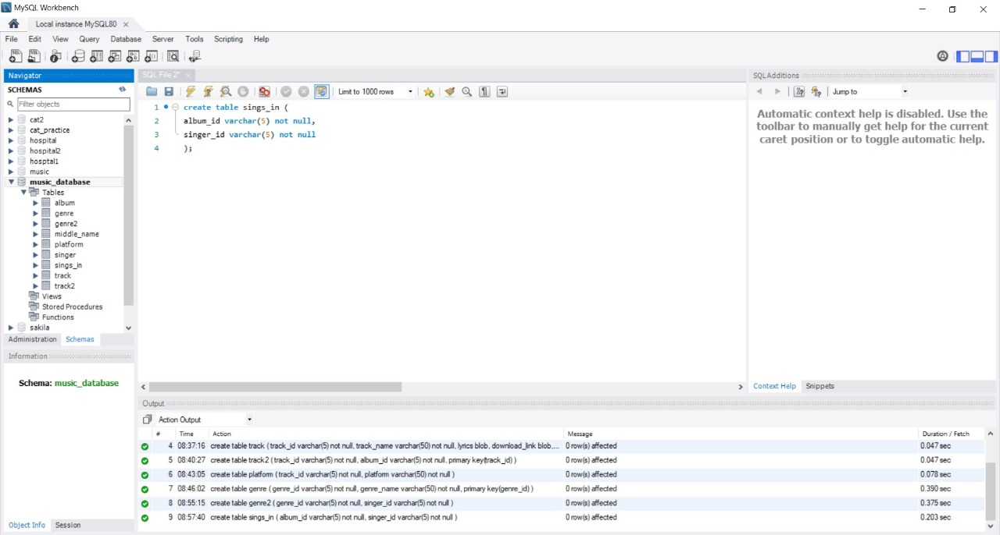 MySQL Workbench
Local instance MySQL80
File Edit View Query Database Server Tools Scripting Help
Navigator
SCHEMAS
Filter objects
cat2
cat_practice
hospital
hospital2
hosptal1
music
music_database
Tables
album
genre
genre2
middle_name
platform
singer
sings_in
track
track2
Views
Stored Procedures
Functions
sakila
Administration Schemas
Information
Schema: music_database
Object Info Session
SQL File 2*
Limit to 1000 rows
1 create table sings_in (
2 album_id varchar(5) not null,
3 singer_id varchar(5) not null
4 );
SQLAdditions
Jump to
Automatic context help is disabled. Use the
toolbar to manually get help for the current
caret position or to toggle automatic help.
Context Help Snippets
Output
Action Output
# Time Action Message Duration / Fetch
4 08:37:16 create table track ( track_id varchar(5) not null, track_name varchar(50) not null, lyrics blob, download_link blob,... 0 row(s) affected 0.047 sec
5 08:40:27 create table track2 ( track_id varchar(5) not null, album_id varchar(5) not null, primary key(track_id) ) 0 row(s) affected 0.047 sec
6 08:43:05 create table platform ( track_id varchar(5) not null, platform varchar(50) not null ) 0 row(s) affected 0.078 sec
7 08:46:02 create table genre ( genre_id varchar(5) not null, genre_name varchar(50) not null, primary key(genre_id) ) 0 row(s) affected 0.390 sec
8 08:55:15 create table genre2 ( genre_id varchar(5) not null, singer_id varchar(5) not null ) 0 row(s) affected 0.375 sec
9 08:57:40 create table sings_in ( album_id varchar(5) not null, singer_id varchar(5) not null ) 0 row(s) affected 0.203 sec